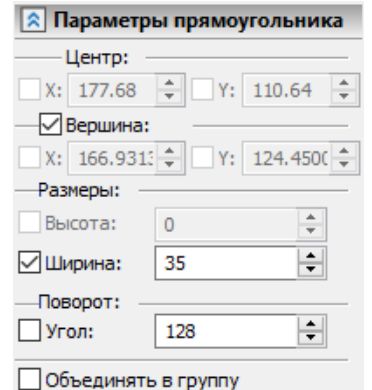 Параметры прямоугольника
Центр:
X: 177.68 Y: 110.64
Вершина:
X: 166.9313 Y: 124.450
Размеры:
Высота: 0
Ширина: 35
Поворот:
Угол: 128
Объединять в группу